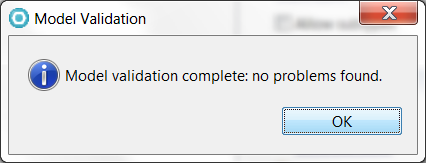 Model Validation
Model validation complete: no problems found.
OK